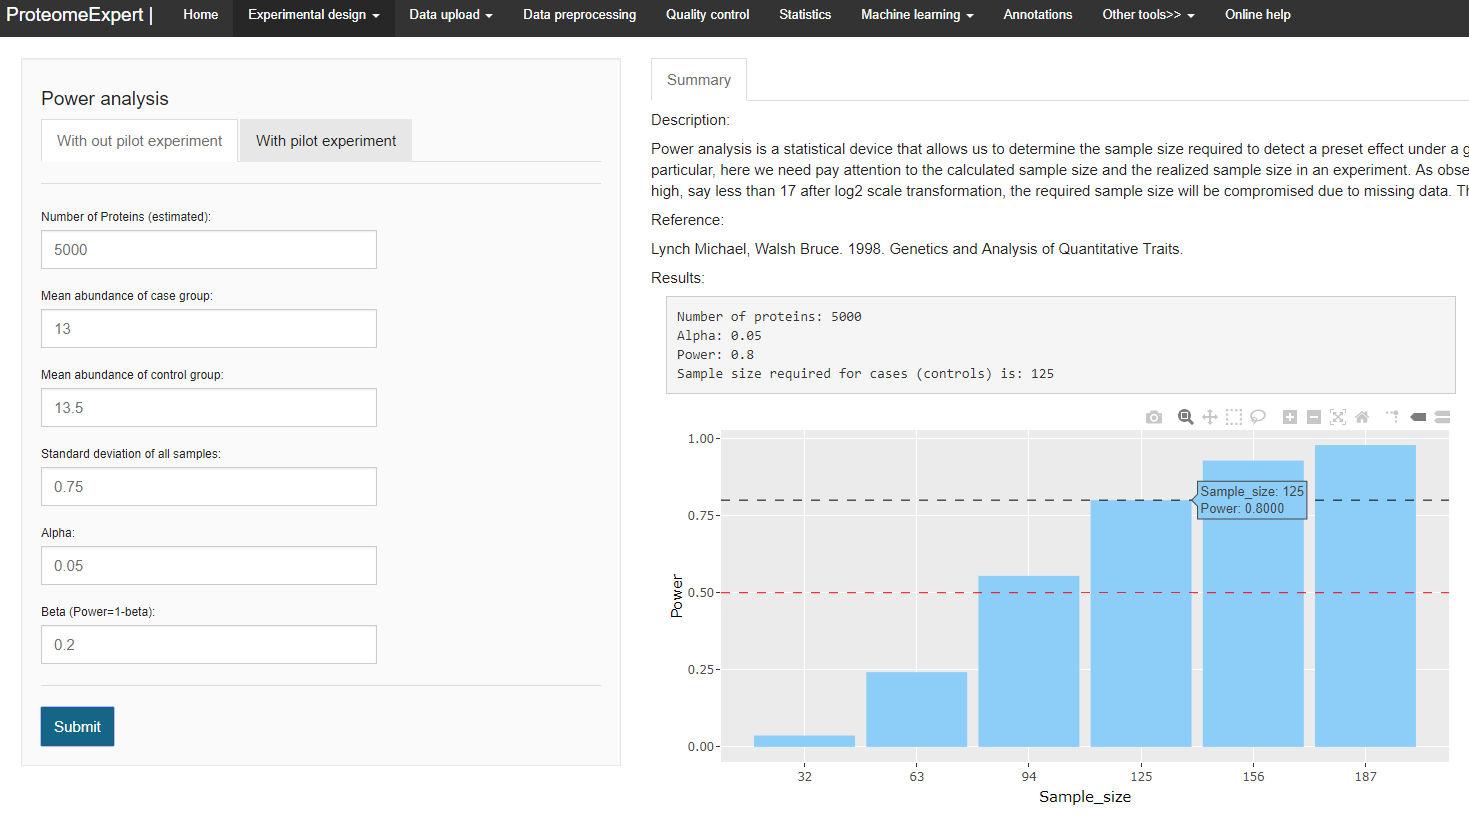 ProteomeExpert |
Home
Experimental design
Data upload
Data preprocessing
Quality control
Statistics
Machine learning
Annotations
Other tools>>
Online help
Power analysis
With out pilot experiment
With pilot experiment
Number of Proteins (estimated):
5000
Mean abundance of case group:
13
Mean abundance of control group:
13.5
Standard deviation of all samples:
0.75
Alpha:
0.05
Beta (Power=1-beta):
0.2
Submit
Summary
Description:
Power analysis is a statistical device that allows us to determine the sample size required to detect a preset effect under a g
particular, here we need pay attention to the calculated sample size and the realized sample size in an experiment. As obse
high, say less than 17 after log2 scale transformation, the required sample size will be compromised due to missing data. Th
Reference:
Lynch Michael, Walsh Bruce. 1998. Genetics and Analysis of Quantitative Traits.
Results:
Number of proteins: 5000
Alpha: 0.05
Power: 0.8
Sample size required for cases (controls) is: 125
1.00
0.75
0.50
0.25
0.00
Power
Sample_size: 125
Power: 0.8000
32
63
94
125
156
187
Sample_size